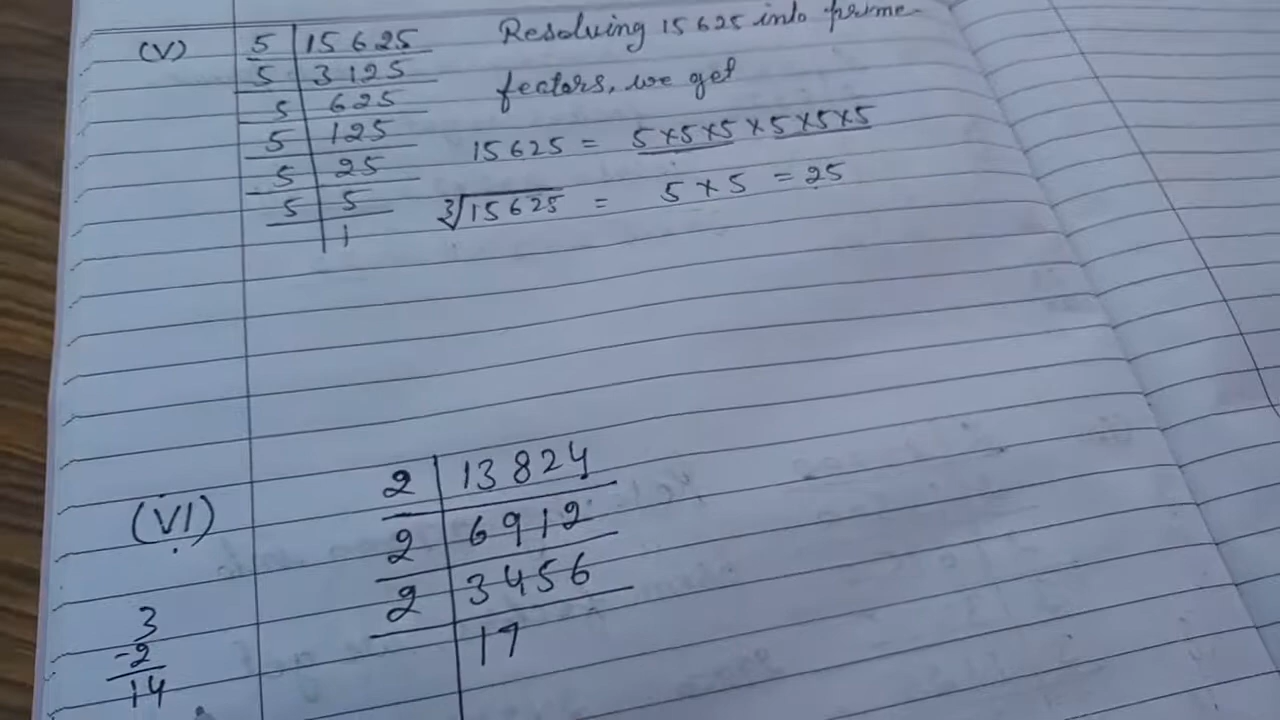 (V) 5 | 15625 Resolving 15625 into prime
5 | 3125 fectors, we get
5 | 625
5 | 125 15625 = 5×5×5×5×5×5
5 | 25
5 | 5 ∛15625 = 5×5 = 25
1
(VI) 2 | 13824
2 | 6912
2 | 3456
17
3
-2
14